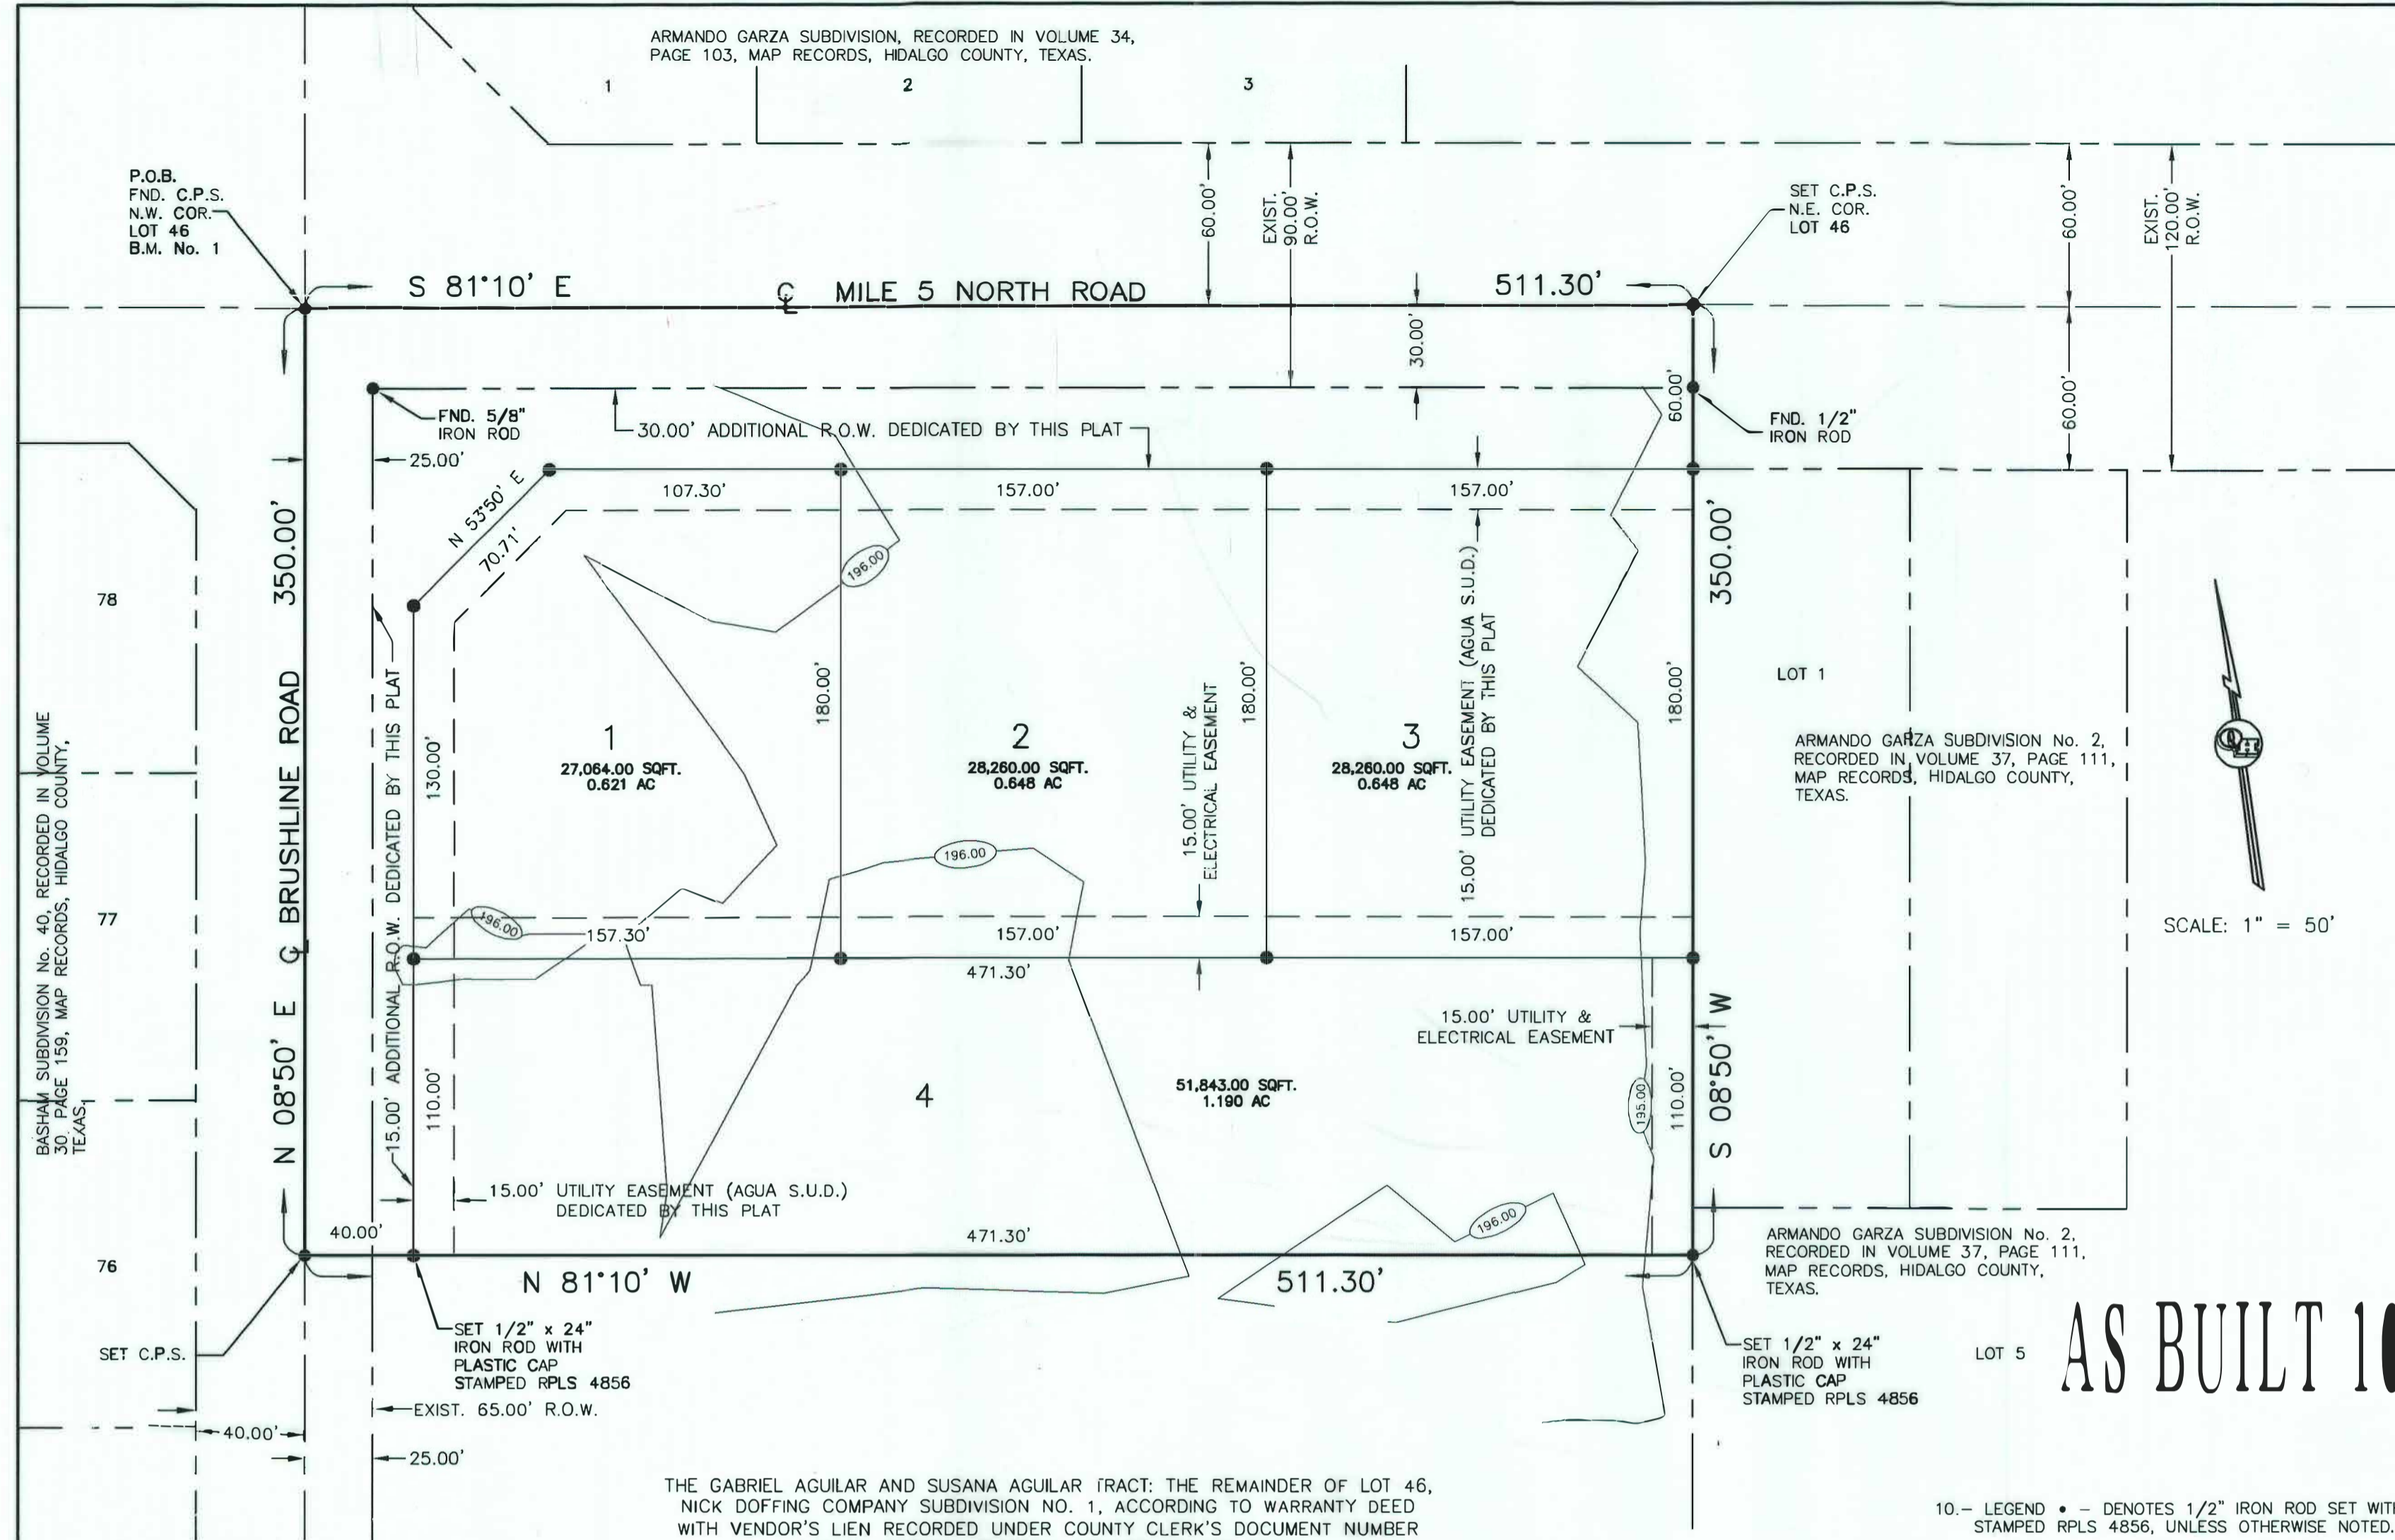 ARMANDO GARZA SUBDIVISION, RECORDED IN VOLUME 34,
PAGE 103, MAP RECORDS, HIDALGO COUNTY, TEXAS.
1
2
3
P.O.B.
FND. C.P.S.
N.W. COR.
LOT 46
B.M. No. 1
60.00'
EXIST.
90.00'
R.O.W.
SET C.P.S.
N.E. COR.
LOT 46
60.00'
EXIST.
120.00'
R.O.W.
S 81°10' E
℄ MILE 5 NORTH ROAD
511.30'
30.00'
60.00'
60.00'
FND. 5/8"
IRON ROD
FND. 1/2"
IRON ROD
30.00' ADDITIONAL R.O.W. DEDICATED BY THIS PLAT
25.00'
N 53°50' E
70.71'
107.30'
157.00'
157.00'
350.00'
350.00'
196.00
78
77
76
BASHAM SUBDIVISION No. 40, RECORDED IN VOLUME
30, PAGE 159, MAP RECORDS, HIDALGO COUNTY,
TEXAS.
N 08°50' E ℄ BRUSHLINE ROAD
15.00' ADDITIONAL R.O.W. DEDICATED BY THIS PLAT
130.00'
180.00'
180.00'
180.00'
1
27,064.00 SQFT.
0.621 AC
2
28,260.00 SQFT.
0.648 AC
3
28,260.00 SQFT.
0.648 AC
15.00' UTILITY &
ELECTRICAL EASEMENT
15.00' UTILITY EASEMENT (AGUA S.U.D.)
DEDICATED BY THIS PLAT
LOT 1
ARMANDO GARZA SUBDIVISION No. 2,
RECORDED IN VOLUME 37, PAGE 111,
MAP RECORDS, HIDALGO COUNTY,
TEXAS.
SCALE: 1" = 50'
196.00
196.00
157.30'
157.00'
157.00'
471.30'
15.00' UTILITY &
ELECTRICAL EASEMENT
S 08°50' W
110.00'
4
51,843.00 SQFT.
1.190 AC
195.00
110.00'
15.00' UTILITY EASEMENT (AGUA S.U.D.)
DEDICATED BY THIS PLAT
40.00'
471.30'
196.00
N 81°10' W
511.30'
ARMANDO GARZA SUBDIVISION No. 2,
RECORDED IN VOLUME 37, PAGE 111,
MAP RECORDS, HIDALGO COUNTY,
TEXAS.
SET C.P.S.
SET 1/2" x 24"
IRON ROD WITH
PLASTIC CAP
STAMPED RPLS 4856
SET 1/2" x 24"
IRON ROD WITH
PLASTIC CAP
STAMPED RPLS 4856
LOT 5
AS BUILT 10
EXIST. 65.00' R.O.W.
40.00'
25.00'
THE GABRIEL AGUILAR AND SUSANA AGUILAR TRACT: THE REMAINDER OF LOT 46,
NICK DOFFING COMPANY SUBDIVISION NO. 1, ACCORDING TO WARRANTY DEED
WITH VENDOR'S LIEN RECORDED UNDER COUNTY CLERK'S DOCUMENT NUMBER
10.– LEGEND • – DENOTES 1/2" IRON ROD SET WITH
STAMPED RPLS 4856, UNLESS OTHERWISE NOTED.